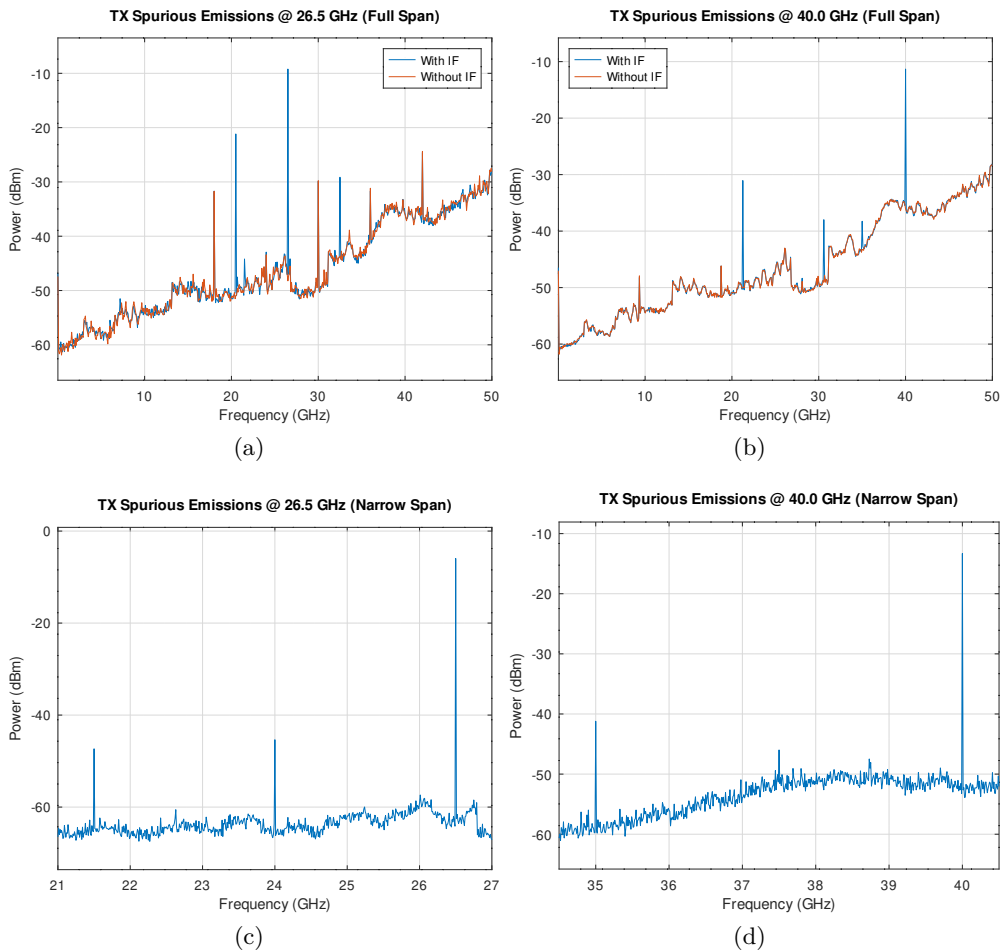 TX Spurious Emissions @ 26.5 GHz (Full Span)
With IF
Without IF
-10
-20
-30
-40
-50
-60
Power (dBm)
10
20
30
40
50
Frequency (GHz)
(a)
TX Spurious Emissions @ 40.0 GHz (Full Span)
With IF
Without IF
-10
-20
-30
-40
-50
-60
Power (dBm)
10
20
30
40
50
Frequency (GHz)
(b)
TX Spurious Emissions @ 26.5 GHz (Narrow Span)
0
-20
-40
-60
Power (dBm)
21
22
23
24
25
26
27
Frequency (GHz)
(c)
TX Spurious Emissions @ 40.0 GHz (Narrow Span)
-10
-20
-30
-40
-50
-60
Power (dBm)
35
36
37
38
39
40
Frequency (GHz)
(d)